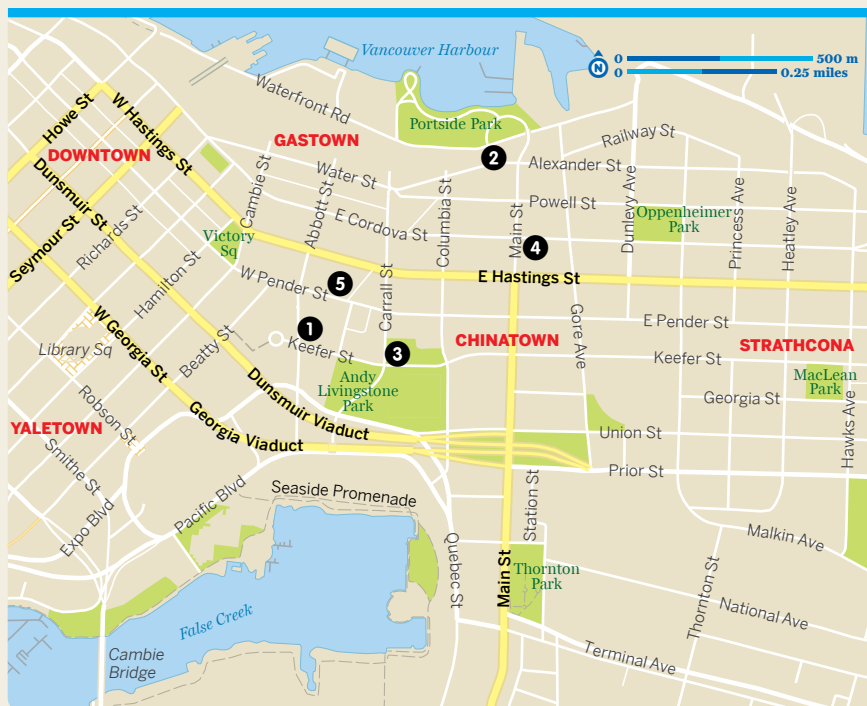 Vancouver Harbour
0
500 m
N
0
0.25 miles
Waterfront Rd
Howe St
W Hastings St
Portside Park
Railway St
GASTOWN
DOWNTOWN
2
Alexander St
Water St
Cambie St
Abbott St
Columbia St
Main St
Powell St
Dunlevy Ave
Oppenheimer
Park
Princess Ave
Heatley Ave
Dunsmuir St
Seymour St
Richards St
E Cordova St
Victory
Sq
4
E Hastings St
Hamilton St
W Pender St
5
Carrall St
W Georgia St
Beatty St
1
Keefer St
3
CHINATOWN
Gore Ave
E Pender St
STRATHCONA
Keefer St
Library Sq
Andy
Livingstone
Park
MacLean
Park
Georgia St
Hawks Ave
Robson St
Dunsmuir Viaduct
Georgia Viaduct
YALETOWN
Union St
Smithe St
Prior St
Expo Blvd
Pacific Blvd
Seaside Promenade
Station St
Malkin Ave
Quebec St
Main St
Thornton
Park
Thornton St
National Ave
False Creek
Terminal Ave
Cambie
Bridge